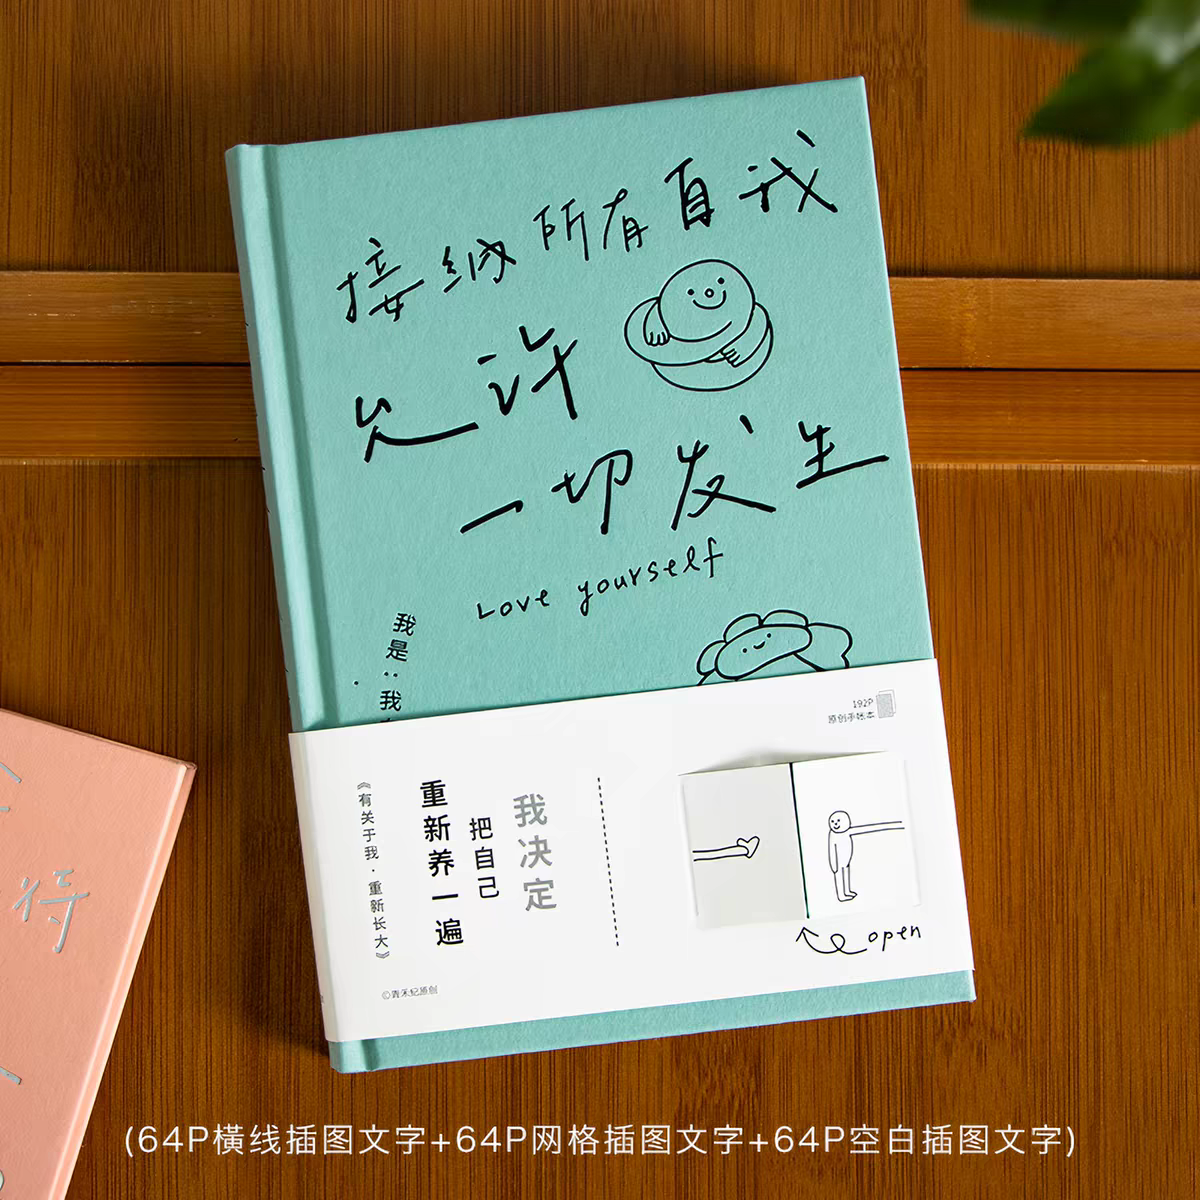 接纳所有自我
允许
一切发生
Love yourself
我是：我
192P
原创手账本
我决定
把自己
重新养一遍
《有关于我·重新长大》
open
©青禾纪原创
待
(64P橫线插图文字+64P网格插图文字+64P空白插图文字)